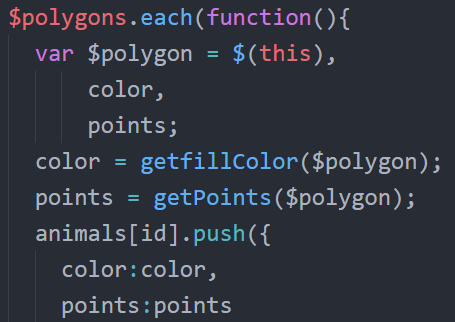 $polygons.each(function(){
var $polygon = $(this),
color,
points;
color = getfillColor($polygon);
points = getPoints($polygon);
animals[id].push({
color:color,
points:points